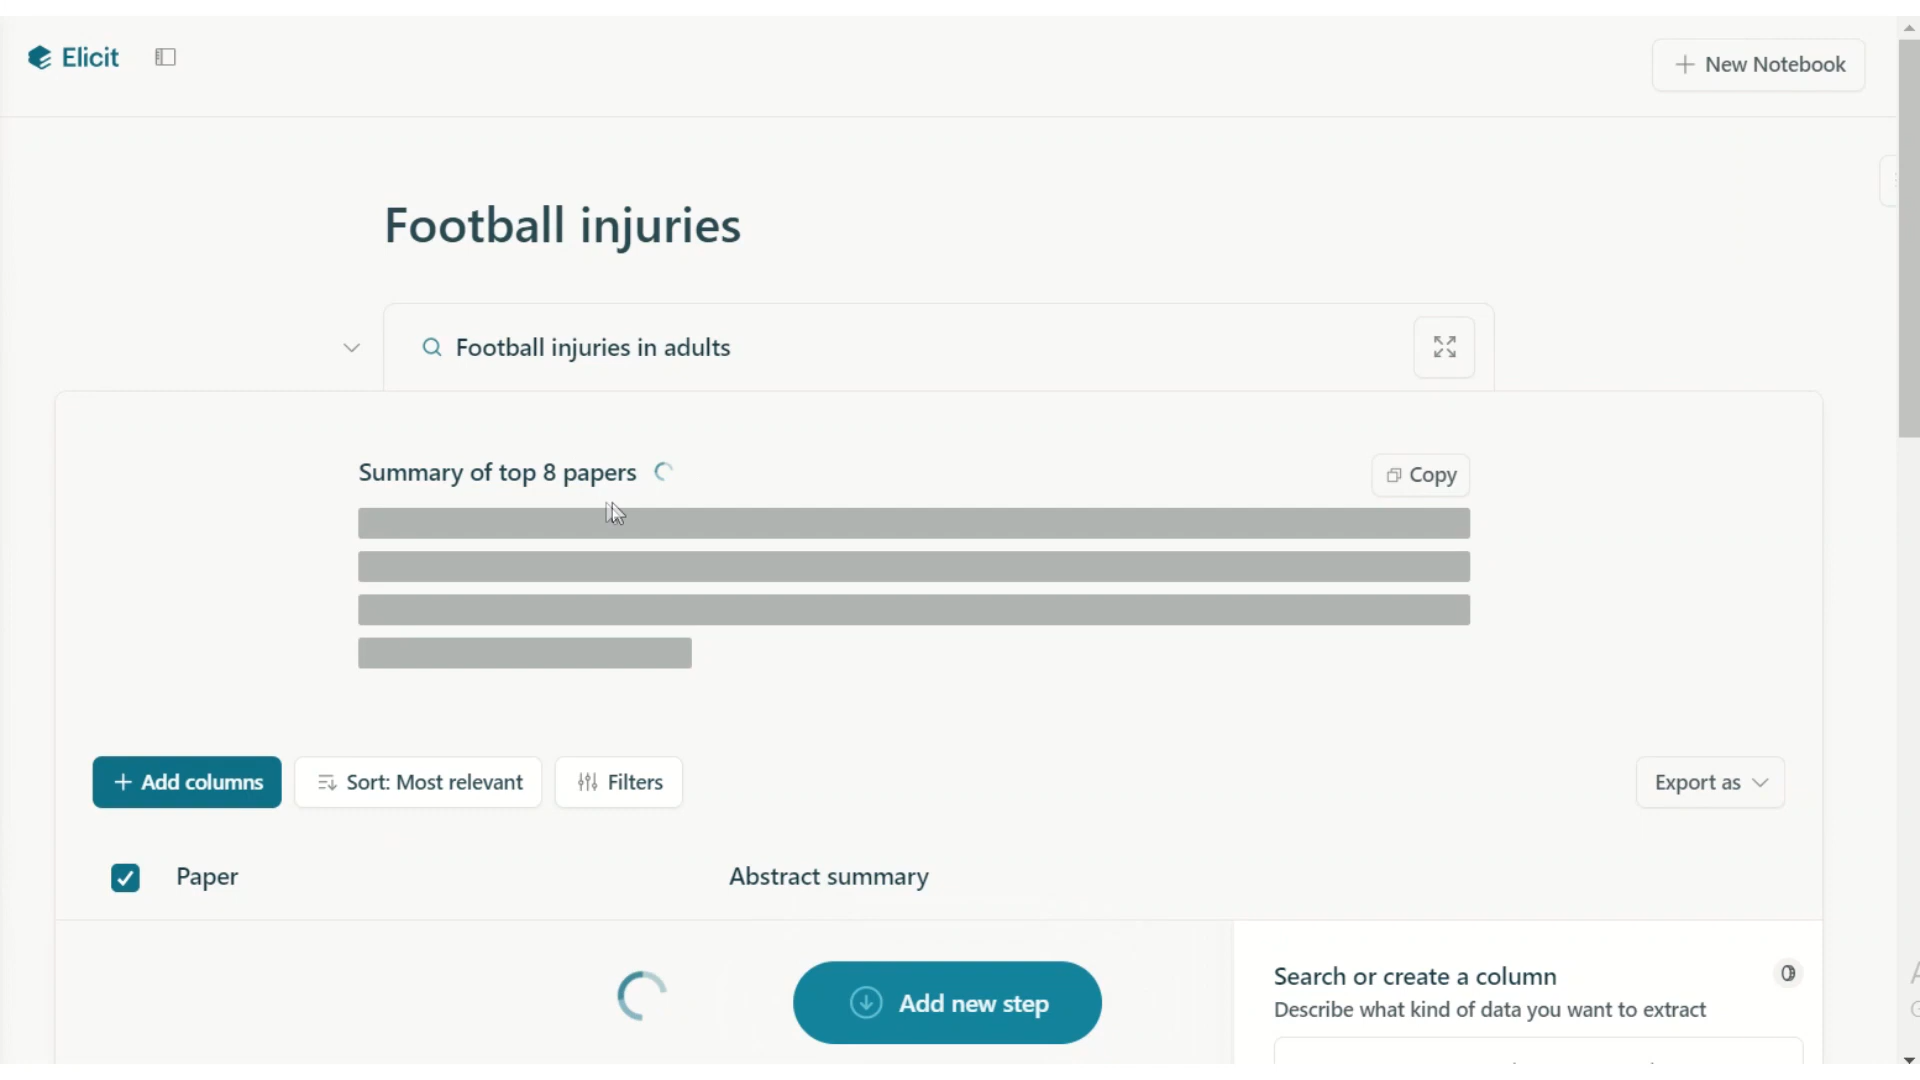 Elicit
New Notebook
Football injuries
Football injuries in adults
Summary of top 8 papers
Copy
Add columns
Sort: Most relevant
Filters
Export as
Paper
Abstract summary
Add new step
Search or create a column
Describe what kind of data you want to extract